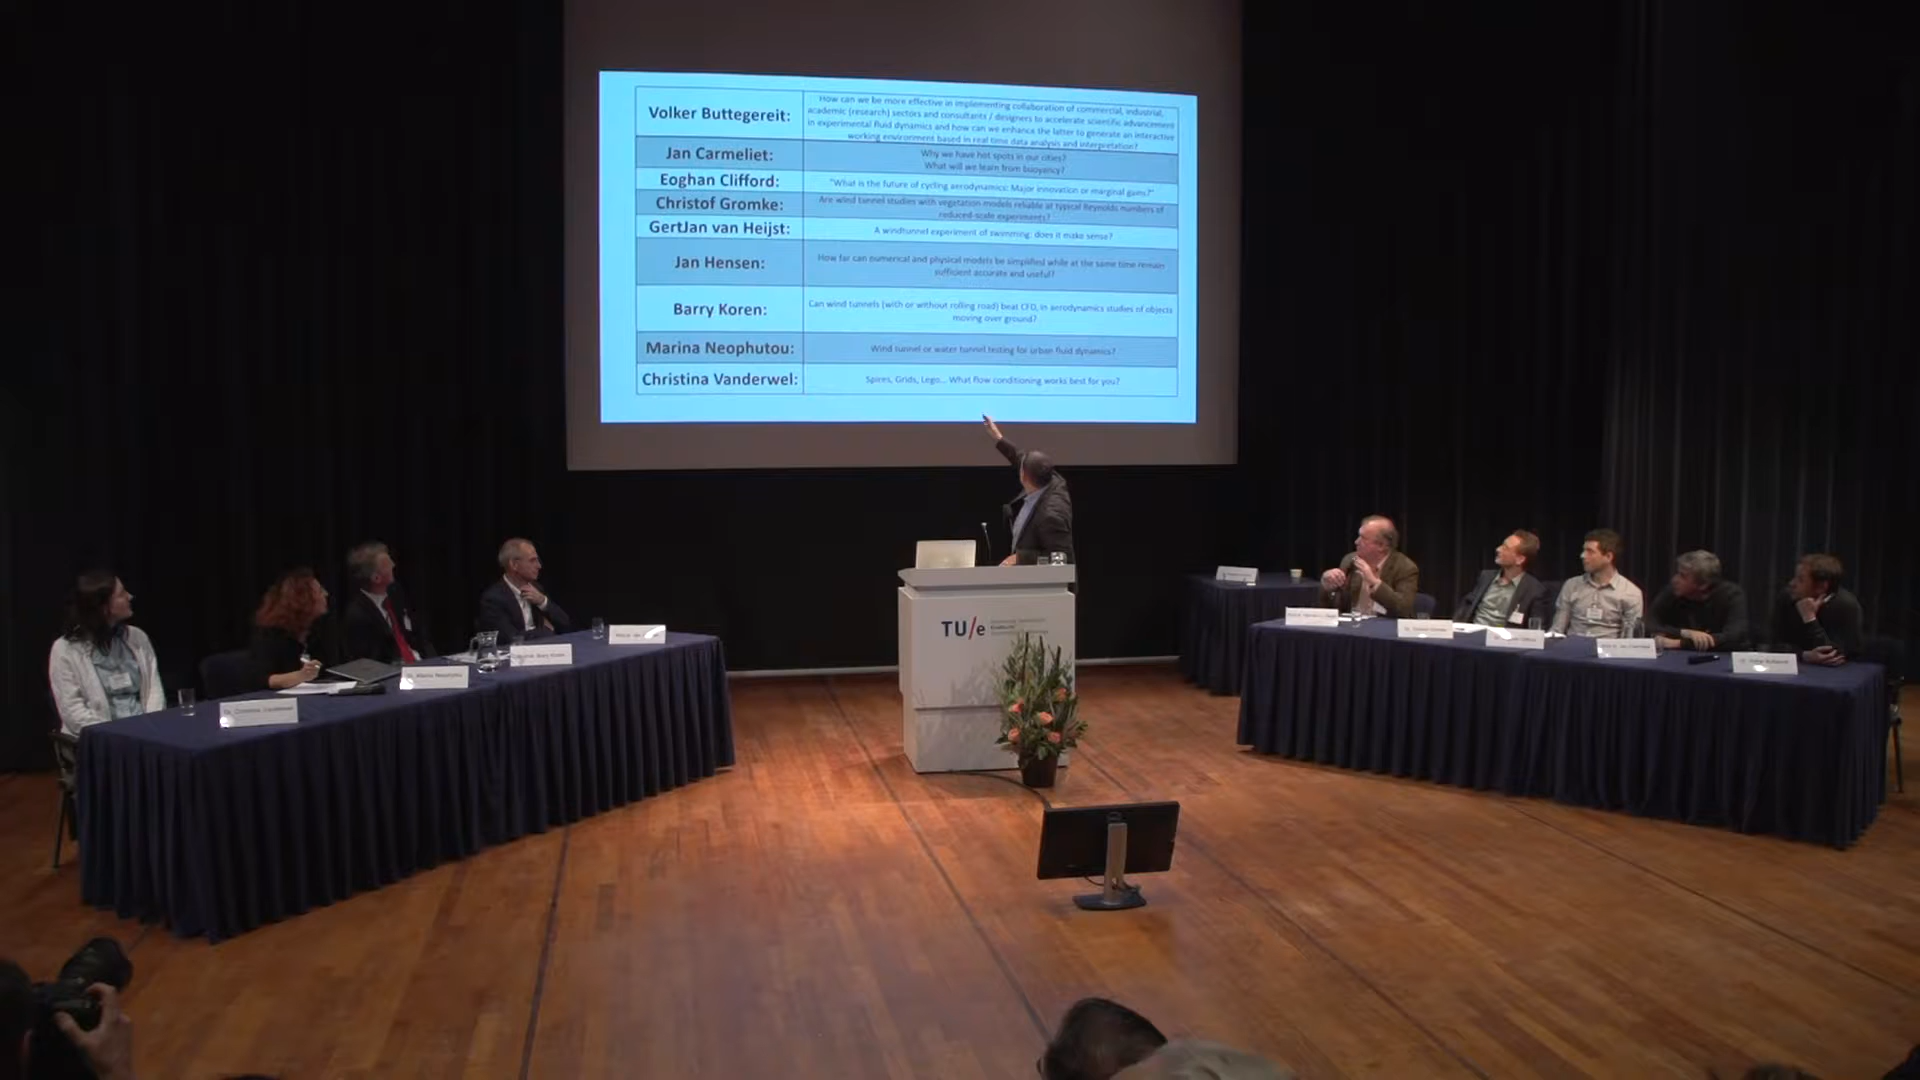 Volker Buttegereit:
How can we be more effective in implementing collaboration of commercial, industrial,
academic (research) sectors and consultants / designers to accelerate scientific advancement
in experimental fluid dynamics and how can we enhance the latter to generate an interactive
working environment based in real time data analysis and interpretation?
Jan Carmeliet:
Why we have hot spots in our cities?
What will we learn from buoyancy?
Eoghan Clifford:
"What is the future of cycling aerodynamics: Major innovation or marginal gains?"
Christof Gromke:
Are wind tunnel studies with vegetation models reliable at typical Reynolds numbers of
reduced-scale experiments?
GertJan van Heijst:
A windtunnel experiment of swimming, does it make sense?
Jan Hensen:
How far can numerical and physical models be simplified while at the same time remain
sufficient accurate and useful?
Barry Koren:
Can wind tunnels (with or without rolling road) beat CFD, in aerodynamics studies of objects
moving over ground?
Marina Neophutou:
Wind tunnel or water tunnel testing for urban fluid dynamics?
Christina Vanderwel:
Spires, Grids, Lego... What flow conditioning works best for you?
TU/e